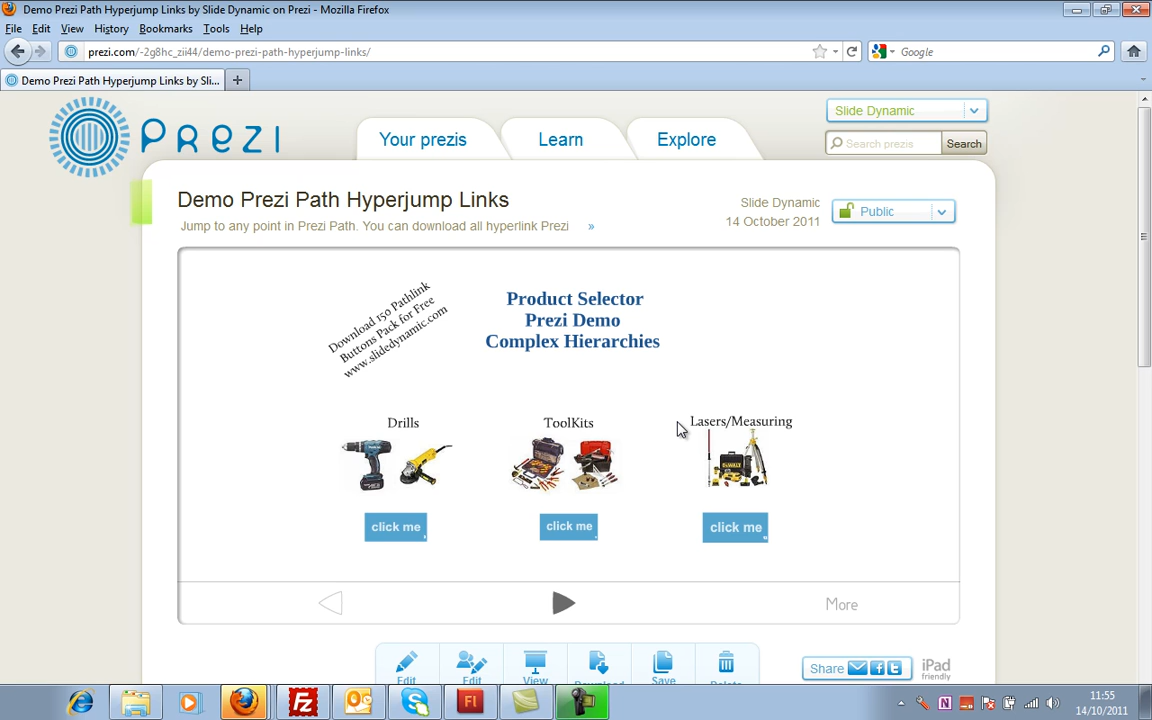 Demo Prezi Path Hyperjump Links by Slide Dynamic on Prezi - Mozilla Firefox
File Edit View History Bookmarks Tools Help
prezi.com/-2g8hc_zii44/demo-prezi-path-hyperjump-links/
Google
Demo Prezi Path Hyperjump Links by Sli...
PREZI
Your prezis
Learn
Explore
Slide Dynamic
Search prezis
Search
Demo Prezi Path Hyperjump Links
Jump to any point in Prezi Path. You can download all hyperlink Prezi »
Slide Dynamic
14 October 2011
Public
Download 150 Pathlink
Buttons Pack for Free
www.slidedynamic.com
Product Selector
Prezi Demo
Complex Hierarchies
Drills
ToolKits
Lasers/Measuring
DEWALT
click me
click me
click me
More
Edit
Edit
View
Download
Save
Delete
Share
iPad
friendly
11:55
14/10/2011